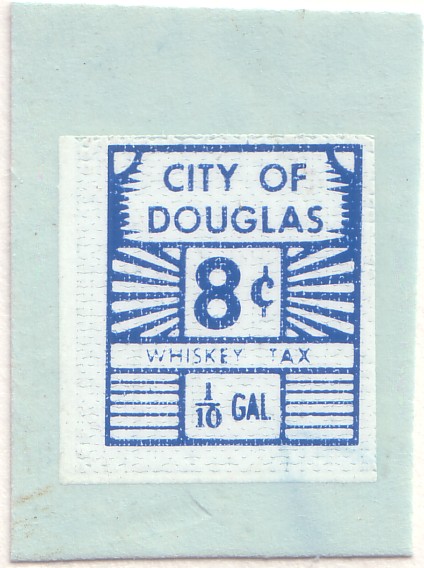 CITY OF
DOUGLAS
8¢
WHISKEY TAX
1/10 GAL.